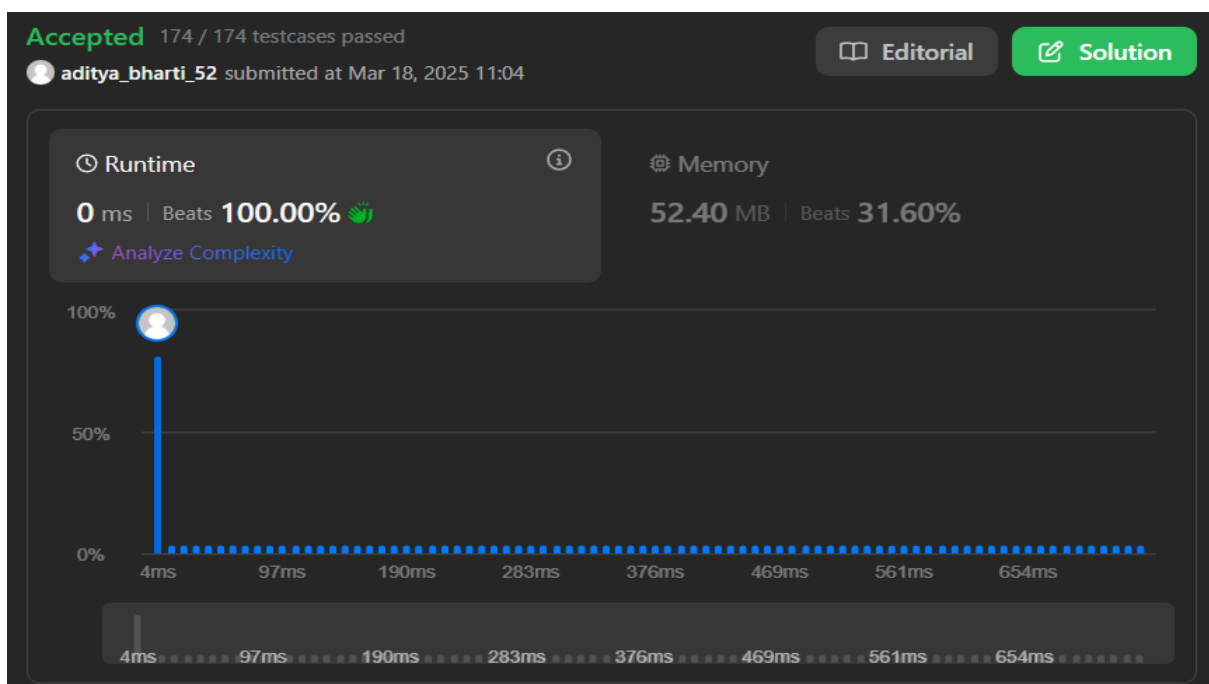 Accepted 174 / 174 testcases passed
Editorial
Solution
aditya_bharti_52 submitted at Mar 18, 2025 11:04
Runtime
0 ms | Beats 100.00%
Analyze Complexity
Memory
52.40 MB | Beats 31.60%
100%
50%
0%
4ms 97ms 190ms 283ms 376ms 469ms 561ms 654ms
4ms 97ms 190ms 283ms 376ms 469ms 561ms 654ms